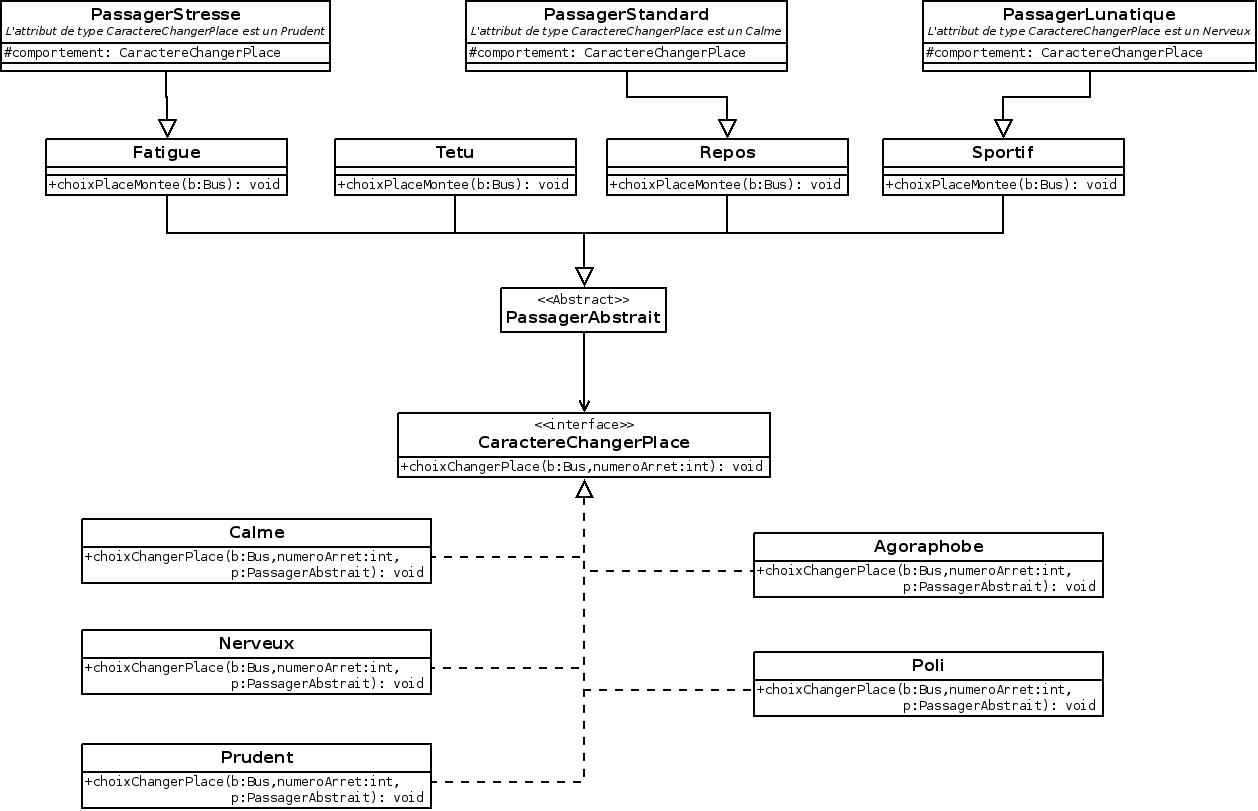 PassagerStresse
L'attribut de type CaractereChangerPlace est un Prudent
#comportement: CaractereChangerPlace
PassagerStandard
L'attribut de type CaractereChangerPlace est un Calme
#comportement: CaractereChangerPlace
PassagerLunatique
L'attribut de type CaractereChangerPlace est un Nerveux
#comportement: CaractereChangerPlace
Fatigue
+choixPlaceMontee(b:Bus): void
Tetu
+choixPlaceMontee(b:Bus): void
Repos
+choixPlaceMontee(b:Bus): void
Sportif
+choixPlaceMontee(b:Bus): void
<<Abstract>>
PassagerAbstrait
<<interface>>
CaractereChangerPlace
+choixChangerPlace(b:Bus,numeroArret:int): void
Calme
+choixChangerPlace(b:Bus,numeroArret:int,
p:PassagerAbstrait): void
Agoraphobe
+choixChangerPlace(b:Bus,numeroArret:int,
p:PassagerAbstrait): void
Nerveux
+choixChangerPlace(b:Bus,numeroArret:int,
p:PassagerAbstrait): void
Poli
+choixChangerPlace(b:Bus,numeroArret:int,
p:PassagerAbstrait): void
Prudent
+choixChangerPlace(b:Bus,numeroArret:int,
p:PassagerAbstrait): void